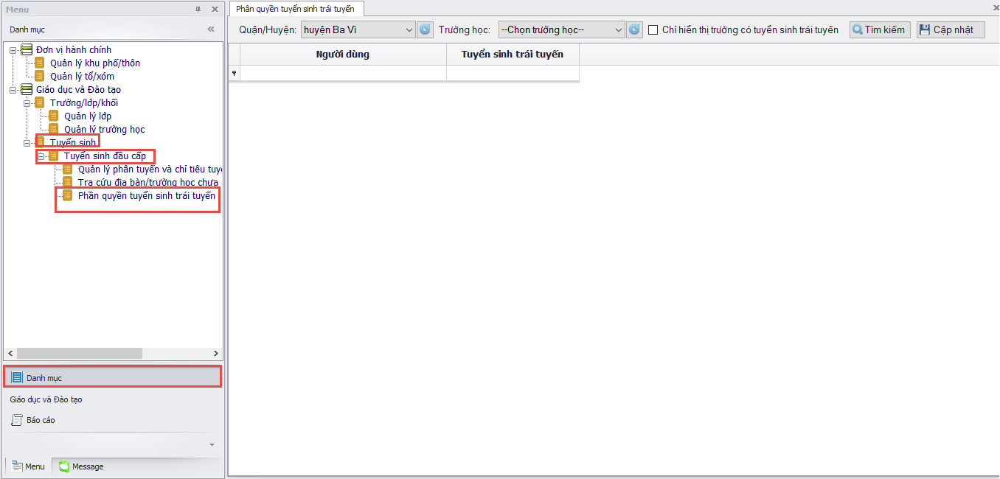 Menu
Danh mục
Đơn vị hành chính
Quản lý khu phố/thôn
Quản lý tổ/xóm
Giáo dục và Đào tạo
Trường/lớp/khối
Quản lý lớp
Quản lý trường học
Tuyển sinh
Tuyển sinh đầu cấp
Quản lý phân tuyến và chỉ tiêu tuyể
Tra cứu địa bàn/trường học chưa
Phân quyền tuyển sinh trái tuyến
Danh mục
Giáo dục và Đào tạo
Báo cáo
Menu Message
Phân quyền tuyển sinh trái tuyến
Quận/Huyện: huyện Ba Vì Trường học: --Chọn trường học-- Chỉ hiển thị trường có tuyển sinh trái tuyến Tìm kiếm Cập nhật
Người dùng Tuyển sinh trái tuyến